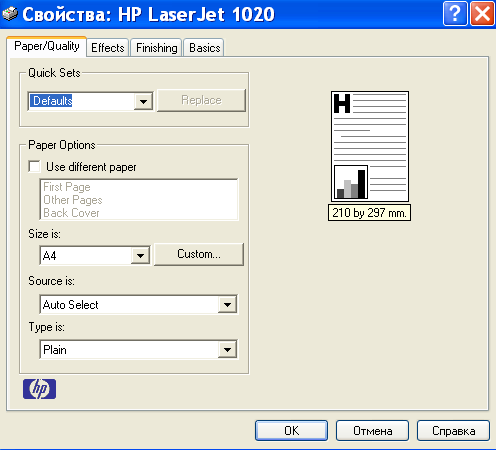 Свойства: HP LaserJet 1020
Paper/Quality Effects Finishing Basics
Quick Sets
Defaults Replace
Paper Options
Use different paper
First Page
Other Pages
Back Cover
Size is:
A4 Custom...
Source is:
Auto Select
Type is:
Plain
H
210 by 297 mm.
hp
OK Отмена Справка